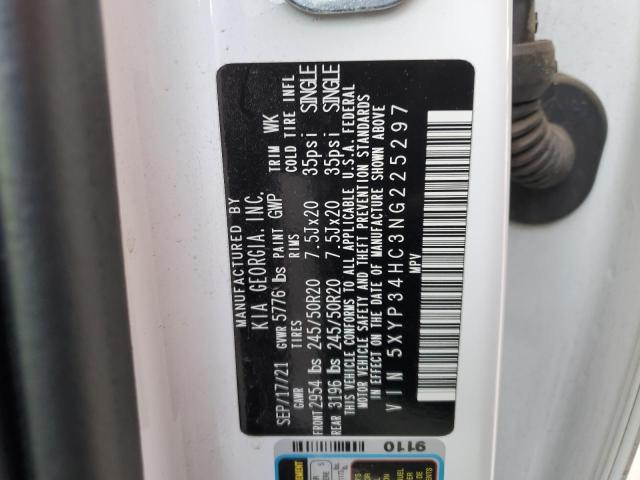 MANUFACTURED BY
KIA GEORGIA. INC.
SEP/17/21 GVWR 5776 lbs PAINT GWP TRIM WK
GAWR TIRES RIMS COLD TIRE INFL
FRONT 2954 lbs 245/50R20 7.5Jx20 35psi SINGLE
REAR 3196 lbs 245/50R20 7.5Jx20 35psi SINGLE
THIS VEHICLE CONFORMS TO ALL APPLICABLE U.S.A. FEDERAL
MOTOR VEHICLE SAFETY AND THEFT PREVENTION STANDARDS
IN EFFECT ON THE DATE OF MANUFACTURE SHOWN ABOVE
VIN 5XYP34HC3NG225297
MPV
9110